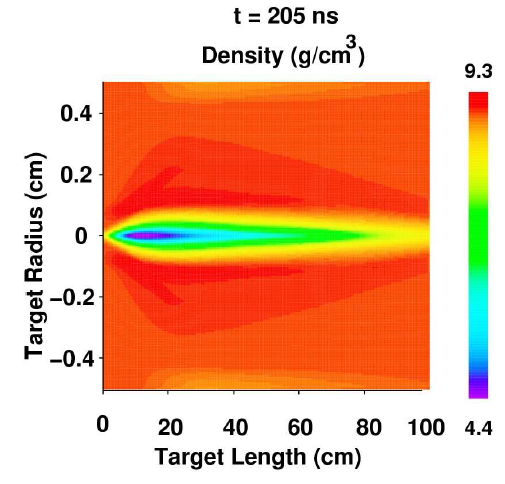 t = 205 ns
Density (g/cm³)
9.3
0.4
0.2
0
−0.2
−0.4
Target Radius (cm)
0 20 40 60 80 100
4.4
Target Length (cm)